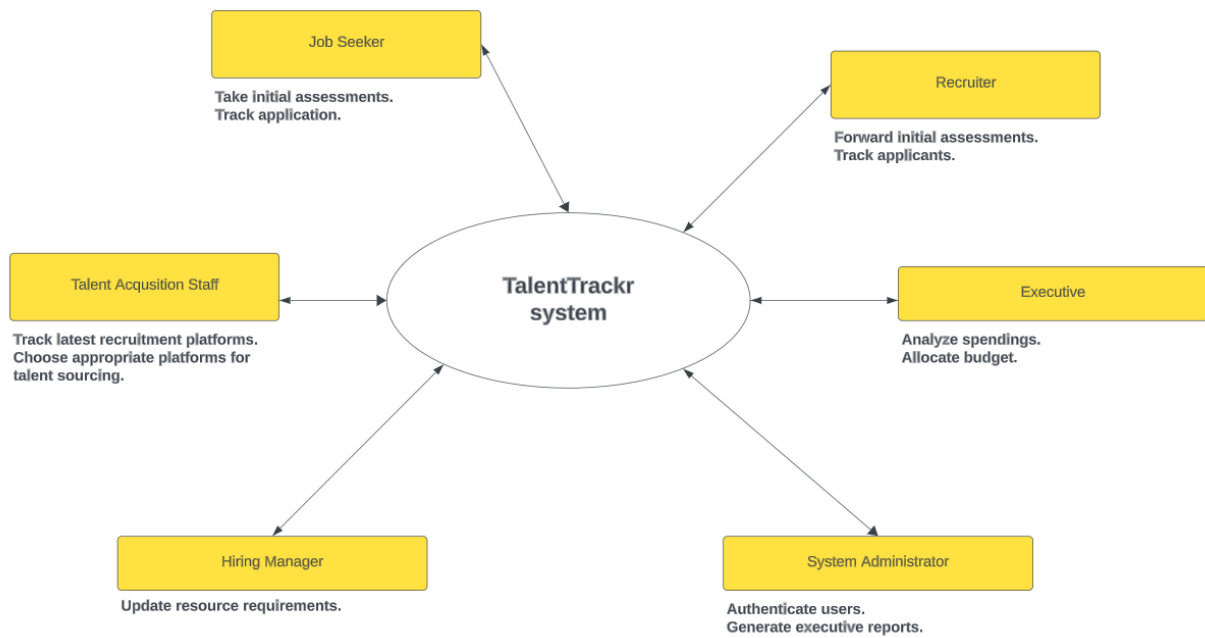 Job Seeker
Take initial assessments.
Track application.
Recruiter
Forward initial assessments.
Track applicants.
TalentTrackr
system
Talent Acqusition Staff
Track latest recruitment platforms.
Choose appropriate platforms for
talent sourcing.
Executive
Analyze spendings.
Allocate budget.
Hiring Manager
Update resource requirements.
System Administrator
Authenticate users.
Generate executive reports.